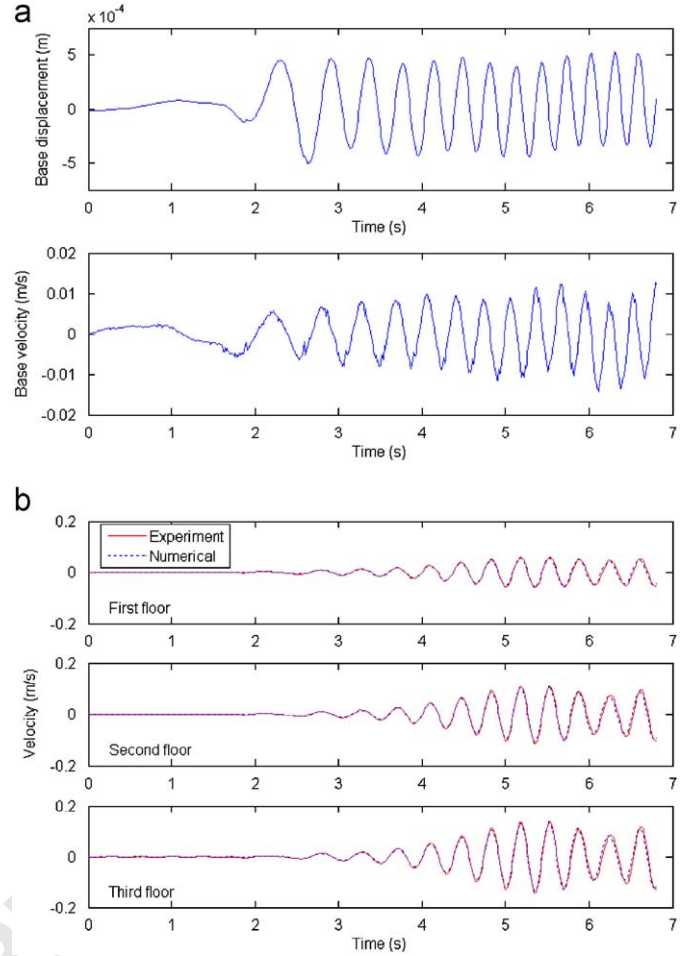 a
x 10⁻⁴
Base displacement (m)
5
0
-5
0 1 2 3 4 5 6 7
Time (s)
Base velocity (m/s)
0.02
0.01
0
-0.01
-0.02
0 1 2 3 4 5 6 7
Time (s)
b
0.2
Experiment
Numerical
0
First floor
-0.2
0 1 2 3 4 5 6 7
Velocity (m/s)
0.2
0
Second floor
-0.2
0 1 2 3 4 5 6 7
0.2
0
Third floor
-0.2
0 1 2 3 4 5 6 7
Time (s)